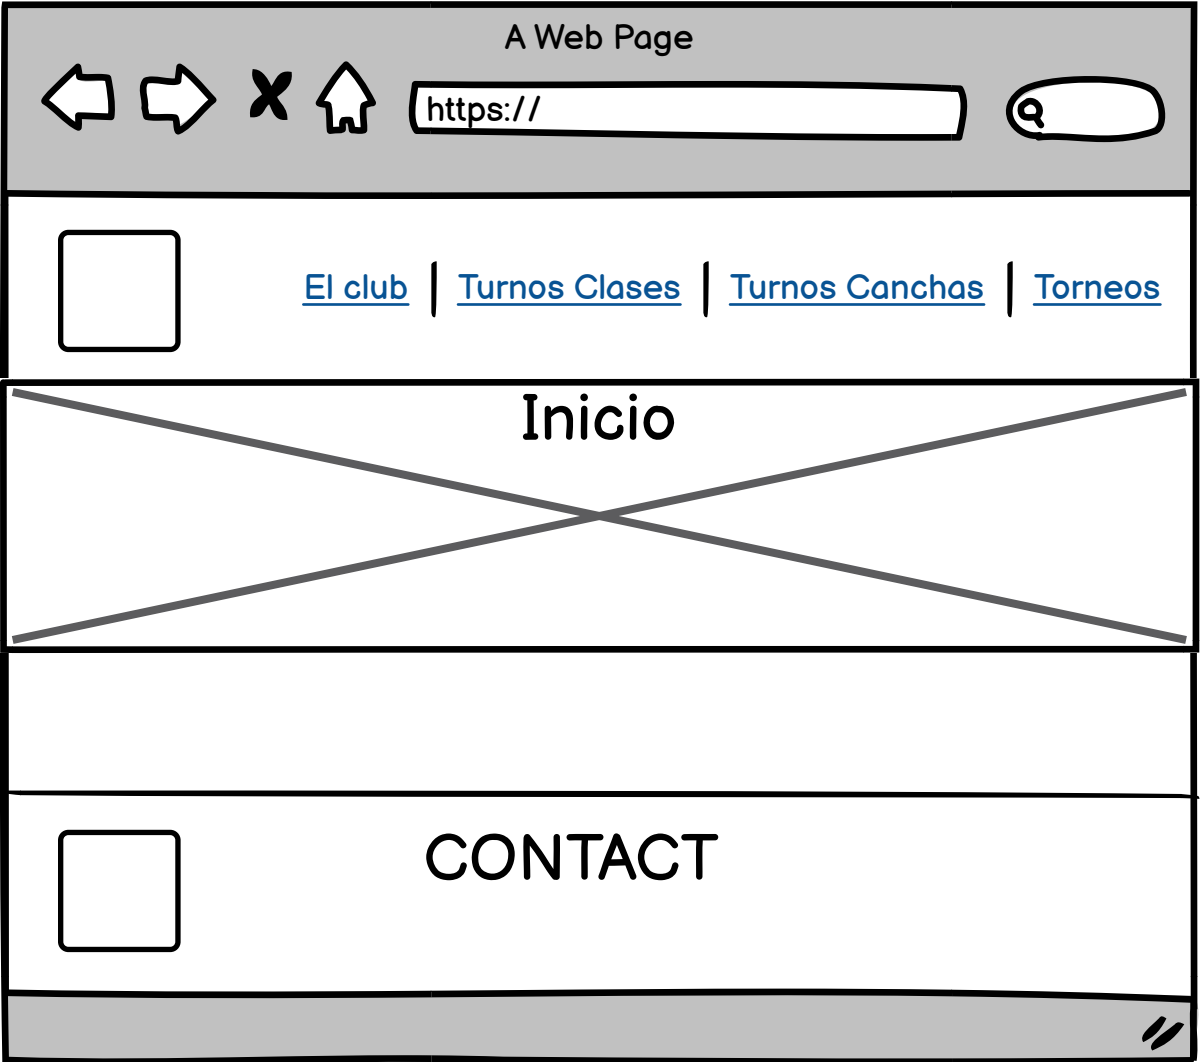 A Web Page
https://
El club | Turnos Clases | Turnos Canchas | Torneos
Inicio
CONTACT